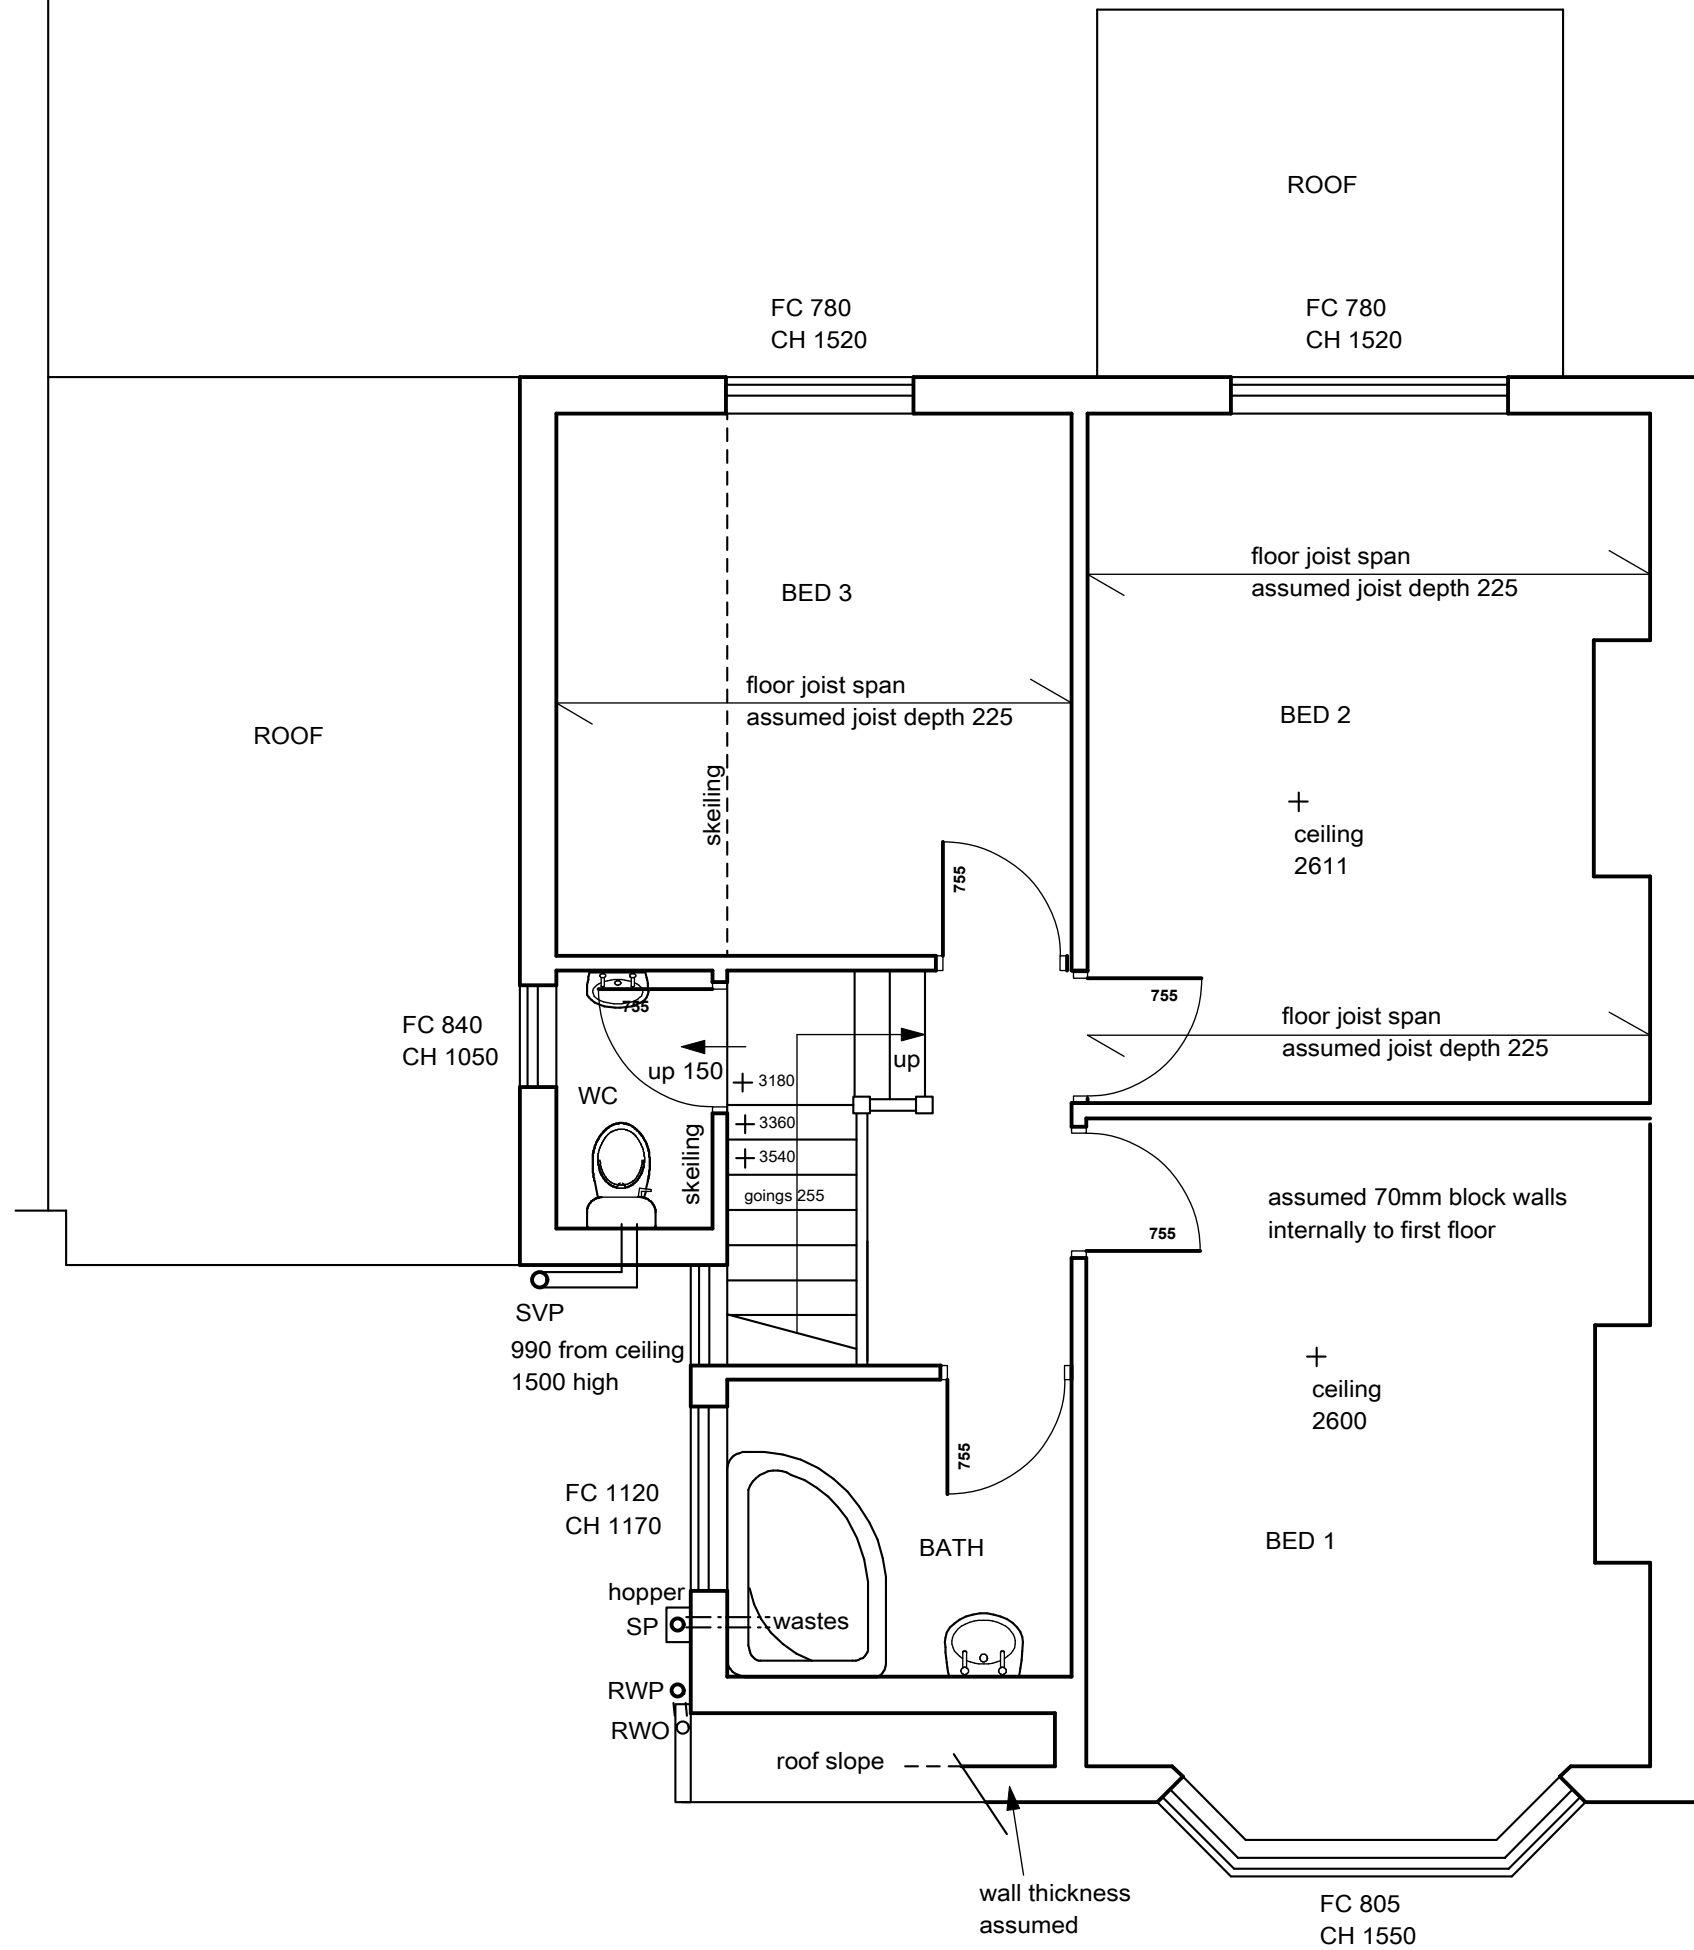 ROOF
FC 780
CH 1520
FC 780
CH 1520
floor joist span
assumed joist depth 225
BED 3
floor joist span
assumed joist depth 225
BED 2
ROOF
skeiling
ceiling
2611
755
755
755
FC 840
CH 1050
floor joist span
assumed joist depth 225
up 150
up
WC
3180
3360
3540
skeiling
goings 255
assumed 70mm block walls
internally to first floor
755
SVP
990 from ceiling
1500 high
ceiling
2600
755
FC 1120
CH 1170
BATH
BED 1
hopper
SP
wastes
RWP
RWO
roof slope
wall thickness
assumed
FC 805
CH 1550